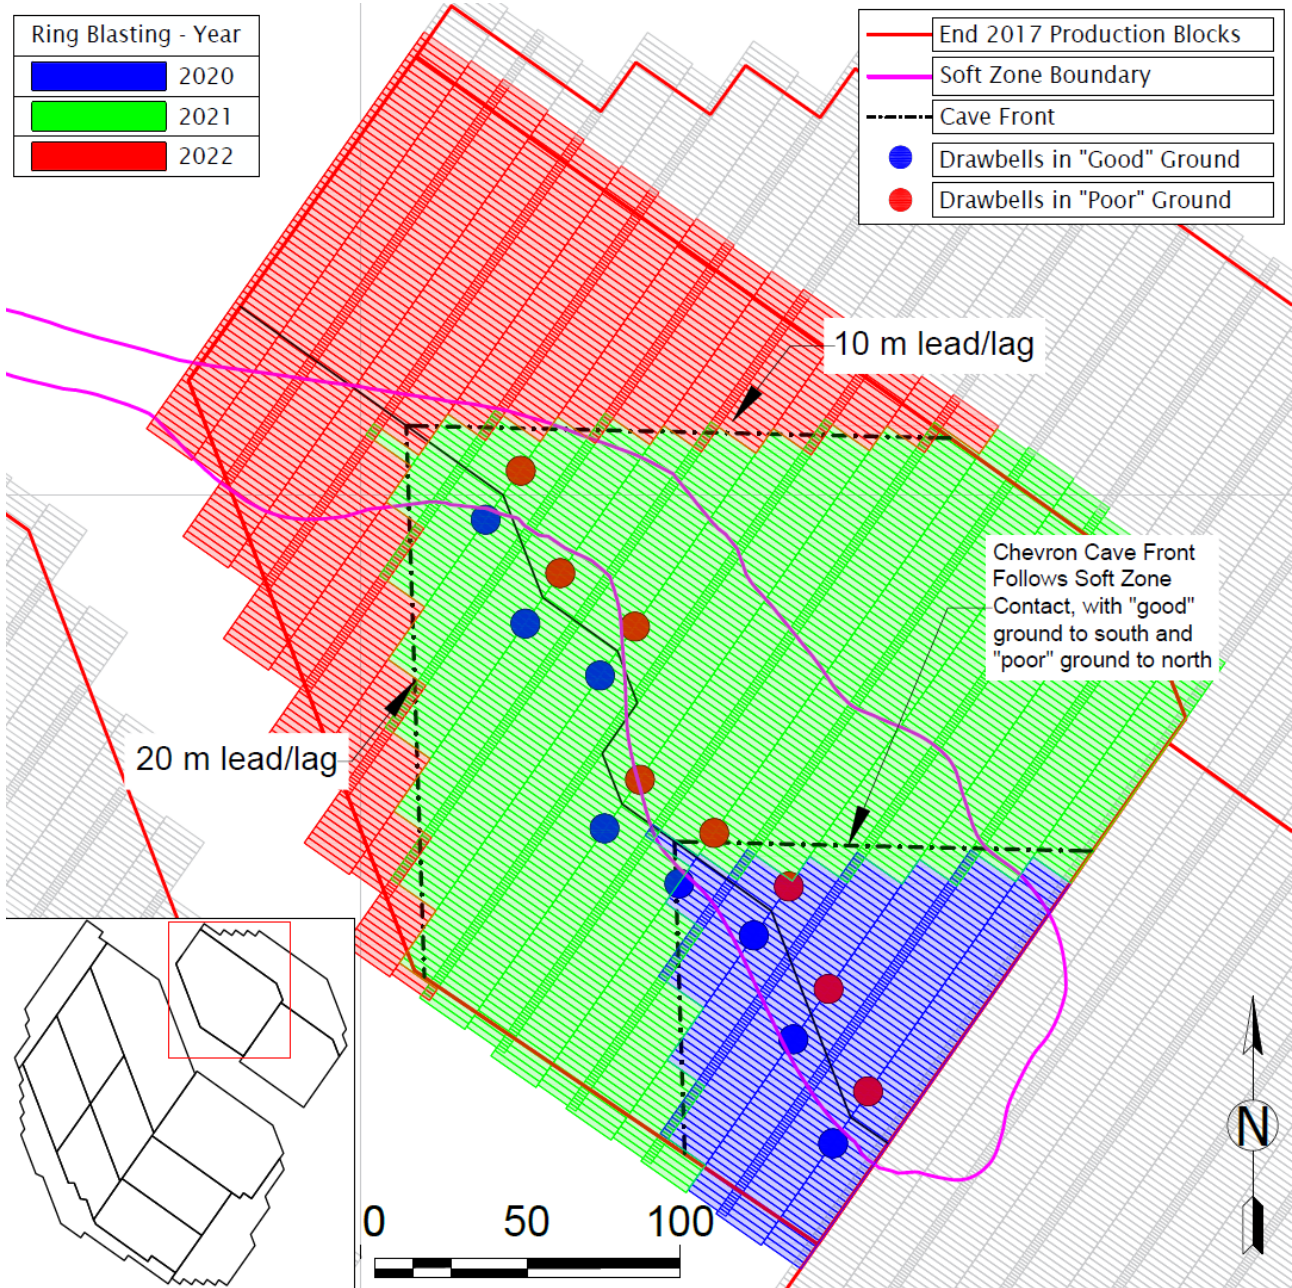 Ring Blasting - Year
2020
2021
2022
End 2017 Production Blocks
Soft Zone Boundary
Cave Front
Drawbells in "Good" Ground
Drawbells in "Poor" Ground
10 m lead/lag
Chevron Cave Front
Follows Soft Zone
Contact, with "good"
ground to south and
"poor" ground to north
20 m lead/lag
0 50 100
N